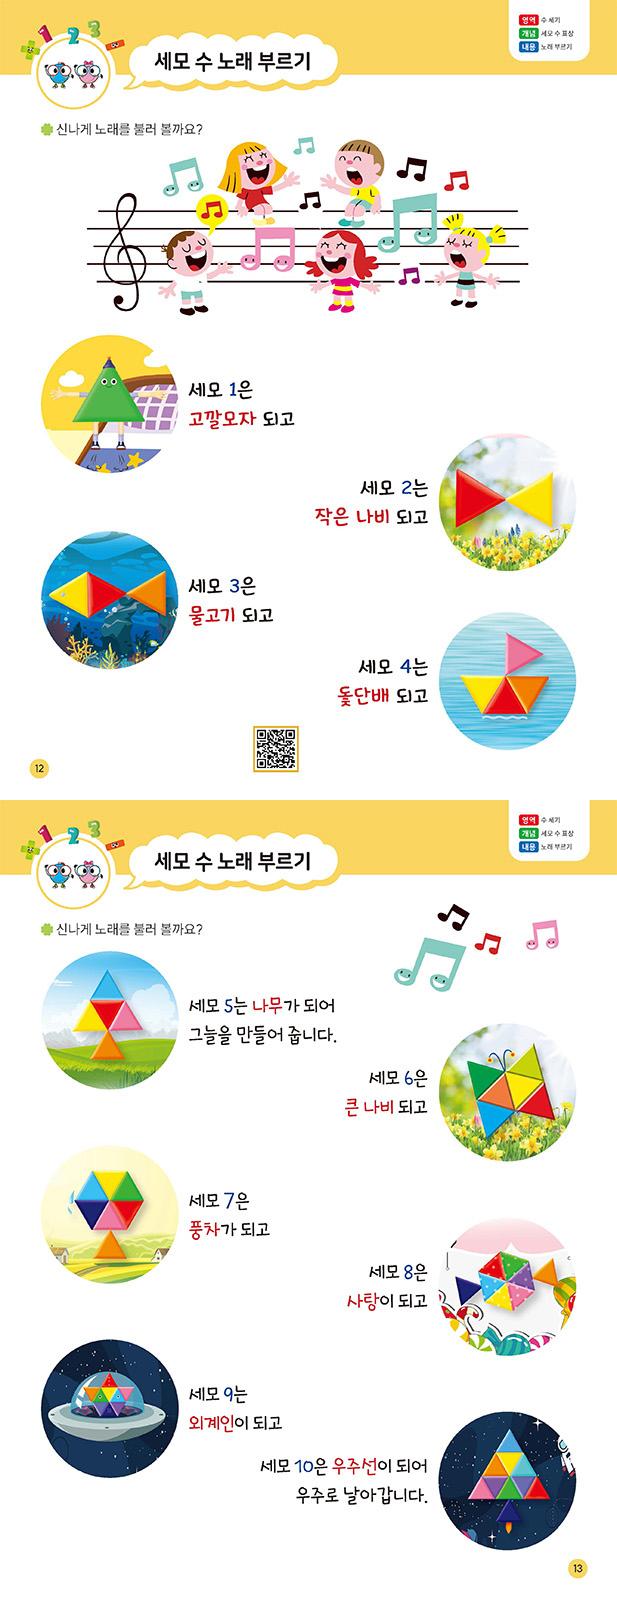 1 2 3
세모 수 노래 부르기
영역 수 세기
개념 세모 수 표상
내용 노래 부르기
신나게 노래를 불러 볼까요?
세모 1은
고깔모자 되고
세모 2는
작은 나비 되고
세모 3은
물고기 되고
세모 4는
돛단배 되고
12
1 2 3
세모 수 노래 부르기
영역 수 세기
개념 세모 수 표상
내용 노래 부르기
신나게 노래를 불러 볼까요?
세모 5는 나무가 되어
그늘을 만들어 줍니다.
세모 6은
큰 나비 되고
세모 7은
풍차가 되고
세모 8은
사탕이 되고
세모 9는
외계인이 되고
세모 10은 우주선이 되어
우주로 날아갑니다.
13